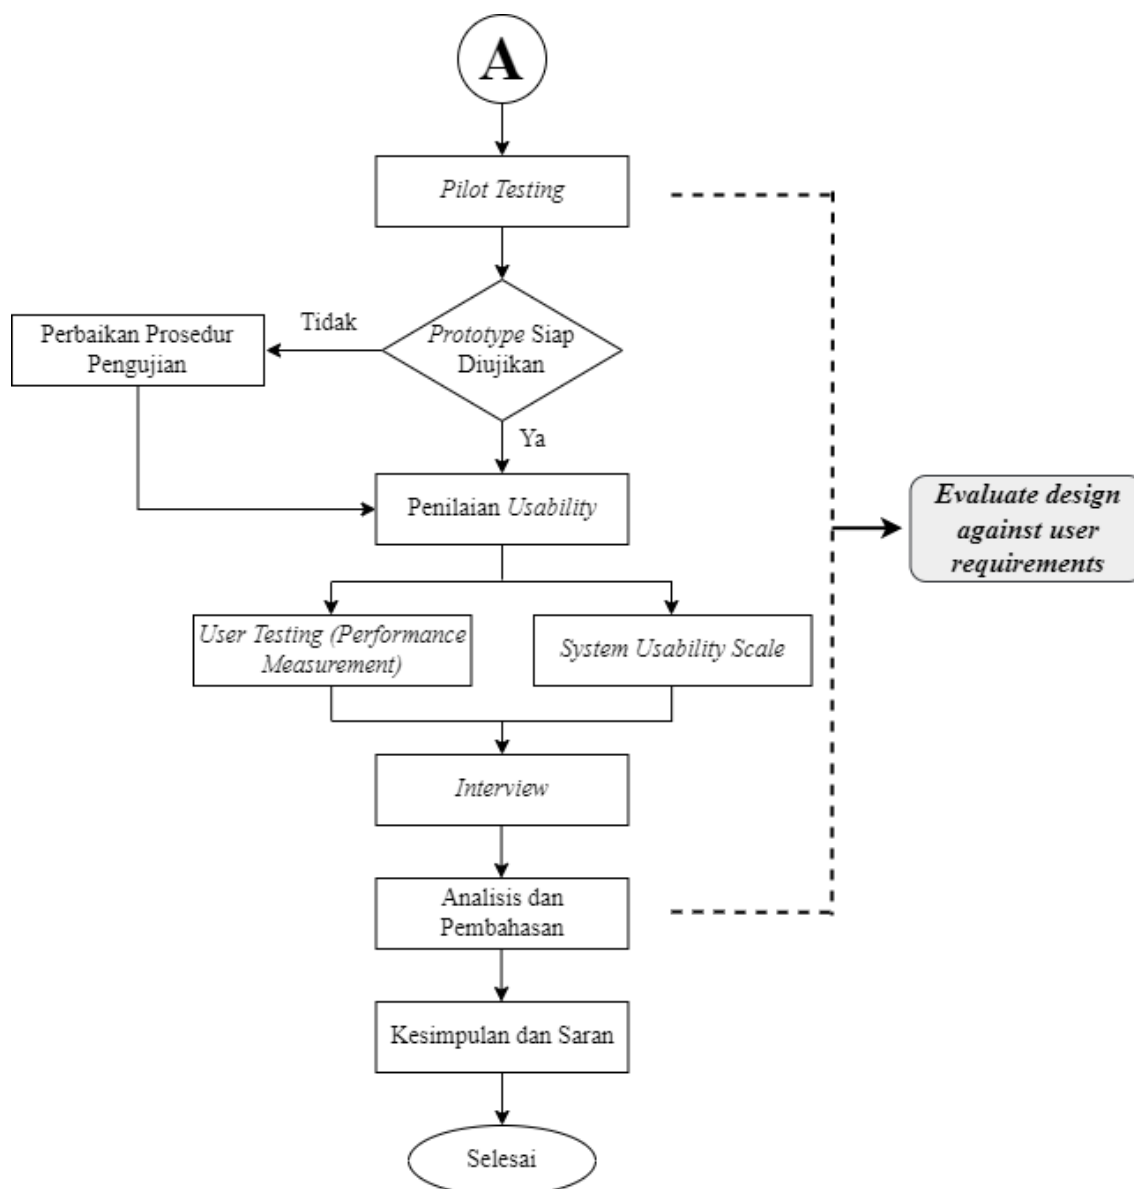 A
Pilot Testing
Tidak
Perbaikan Prosedur
Pengujian
Prototype Siap
Diujikan
Ya
Penilaian Usability
Evaluate design
against user
requirements
User Testing (Performance
Measurement)
System Usability Scale
Interview
Analisis dan
Pembahasan
Kesimpulan dan Saran
Selesai